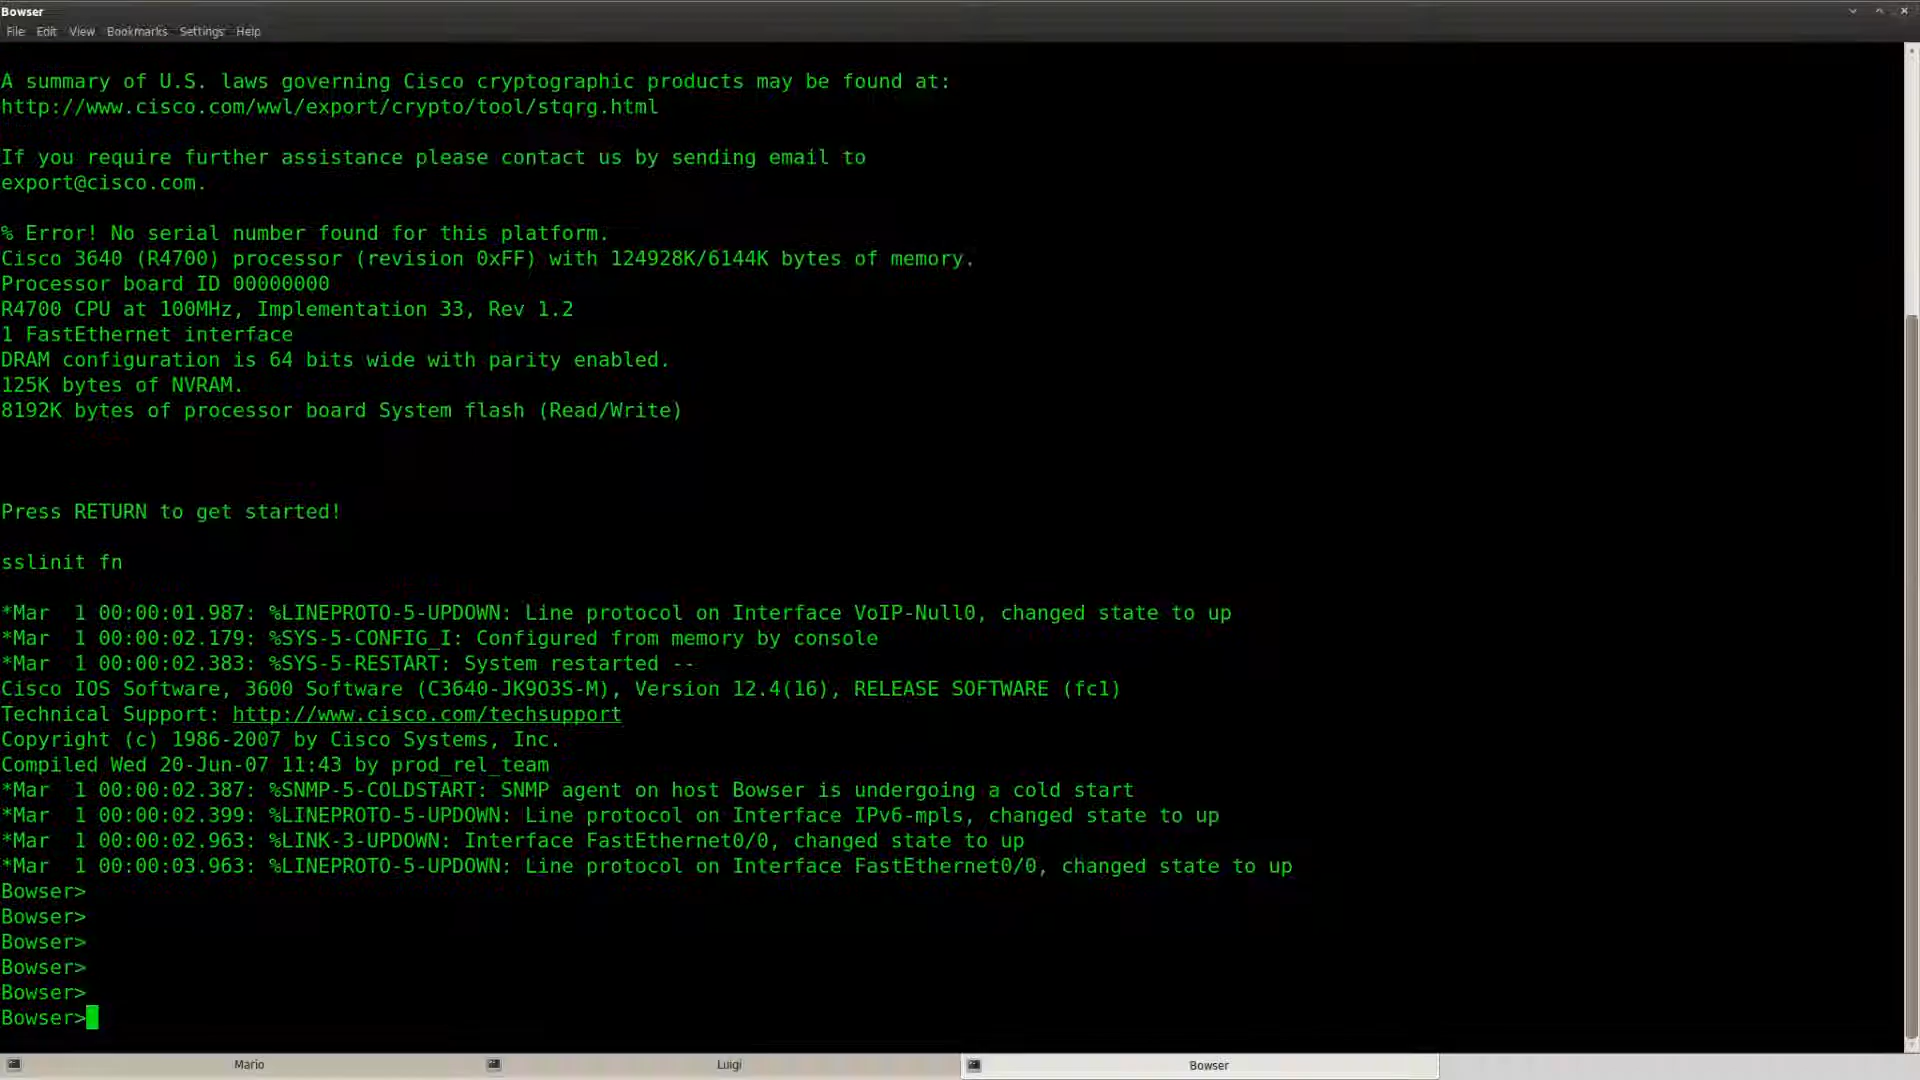 Bowser
File Edit View Bookmarks Settings Help
A summary of U.S. laws governing Cisco cryptographic products may be found at:
http://www.cisco.com/wwl/export/crypto/tool/stqrg.html
If you require further assistance please contact us by sending email to
export@cisco.com.
% Error! No serial number found for this platform.
Cisco 3640 (R4700) processor (revision 0xFF) with 124928K/6144K bytes of memory.
Processor board ID 00000000
R4700 CPU at 100MHz, Implementation 33, Rev 1.2
1 FastEthernet interface
DRAM configuration is 64 bits wide with parity enabled.
125K bytes of NVRAM.
8192K bytes of processor board System flash (Read/Write)
Press RETURN to get started!
sslinit fn
*Mar  1 00:00:01.987: %LINEPROTO-5-UPDOWN: Line protocol on Interface VoIP-Null0, changed state to up
*Mar  1 00:00:02.179: %SYS-5-CONFIG_I: Configured from memory by console
*Mar  1 00:00:02.383: %SYS-5-RESTART: System restarted --
Cisco IOS Software, 3600 Software (C3640-JK9O3S-M), Version 12.4(16), RELEASE SOFTWARE (fc1)
Technical Support: http://www.cisco.com/techsupport
Copyright (c) 1986-2007 by Cisco Systems, Inc.
Compiled Wed 20-Jun-07 11:43 by prod_rel_team
*Mar  1 00:00:02.387: %SNMP-5-COLDSTART: SNMP agent on host Bowser is undergoing a cold start
*Mar  1 00:00:02.399: %LINEPROTO-5-UPDOWN: Line protocol on Interface IPv6-mpls, changed state to up
*Mar  1 00:00:02.963: %LINK-3-UPDOWN: Interface FastEthernet0/0, changed state to up
*Mar  1 00:00:03.963: %LINEPROTO-5-UPDOWN: Line protocol on Interface FastEthernet0/0, changed state to up
Bowser>
Bowser>
Bowser>
Bowser>
Bowser>
Bowser>
Mario Luigi Bowser